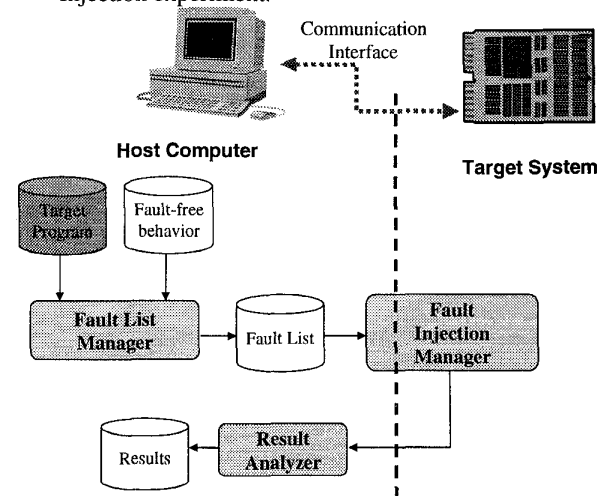 Injection experiment.
Communication
Interface
Host Computer
Target System
Target
Program
Fault-free
behavior
Fault List
Manager
Fault List
Fault
Injection
Manager
Results
Result
Analyzer